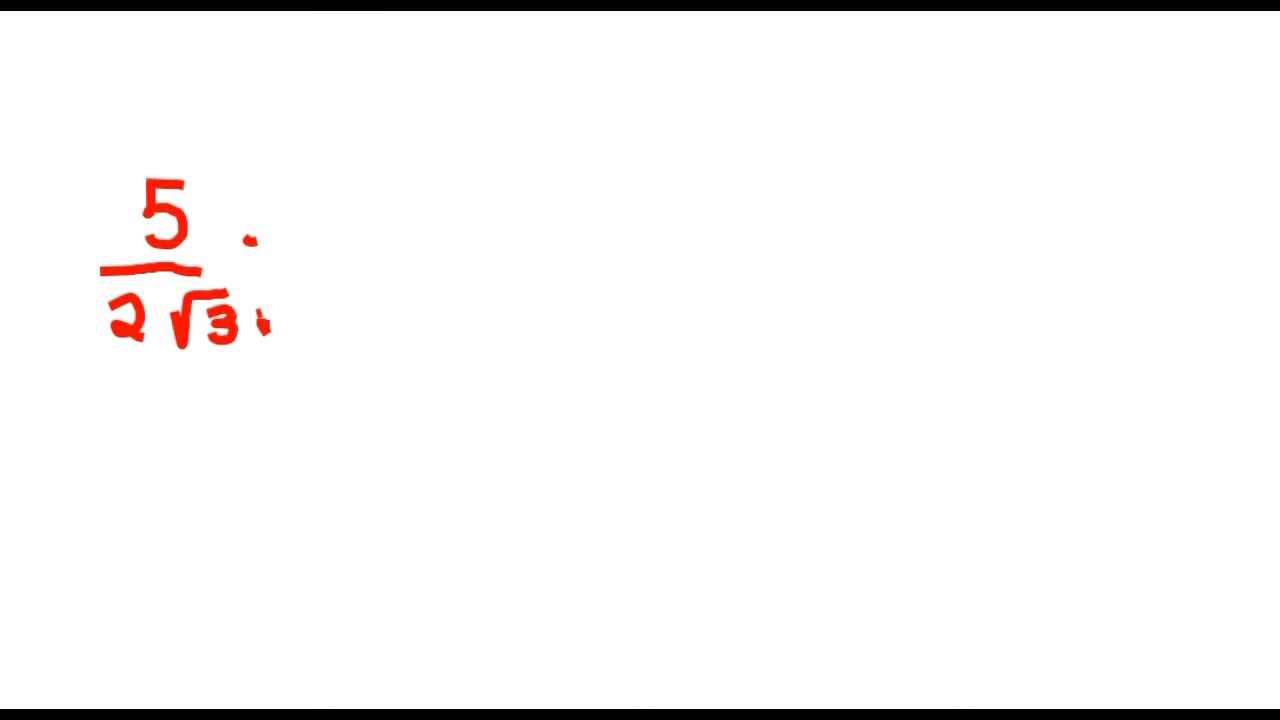 5 .
2 √3 .